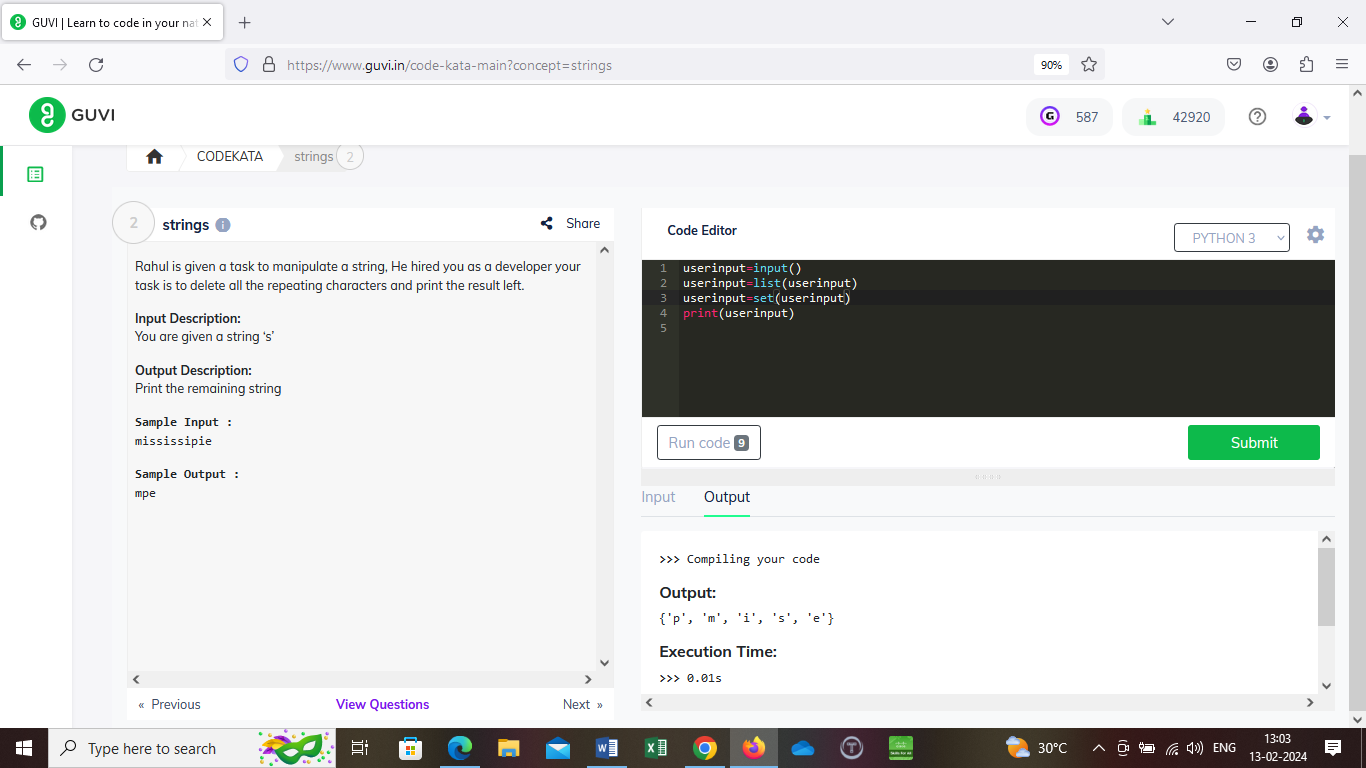 GUVI | Learn to code in your nat
https://www.guvi.in/code-kata-main?concept=strings
90%
GUVI
587
42920
CODEKATA
strings
2
2
strings
Share
Rahul is given a task to manipulate a string, He hired you as a developer your
task is to delete all the repeating characters and print the result left.
Input Description:
You are given a string ‘s’
Output Description:
Print the remaining string
Sample Input :
mississipie
Sample Output :
mpe
« Previous
View Questions
Next »
Code Editor
PYTHON 3
1 userinput=input()
2 userinput=list(userinput)
3 userinput=set(userinput)
4 print(userinput)
5
Run code 9
Submit
Input
Output
>>> Compiling your code
Output:
{'p', 'm', 'i', 's', 'e'}
Execution Time:
>>> 0.01s
Type here to search
30°C
ENG
13:03
13-02-2024